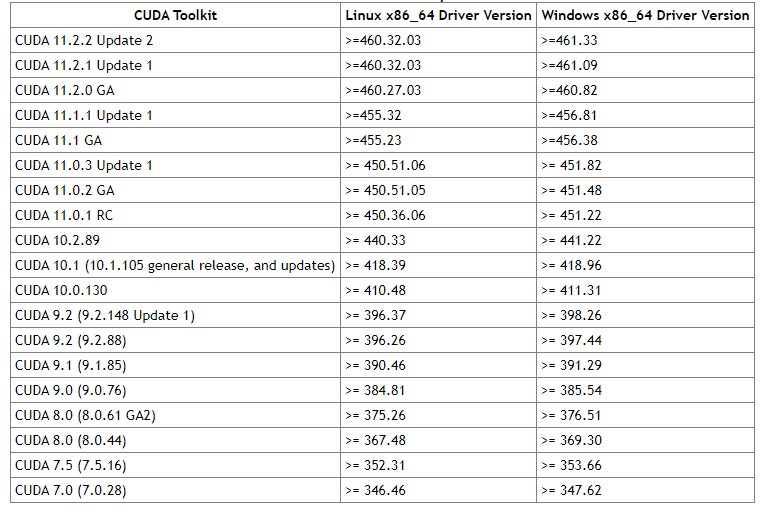 CUDA Toolkit Linux x86_64 Driver Version Windows x86_64 Driver Version
CUDA 11.2.2 Update 2 >=460.32.03 >=461.33
CUDA 11.2.1 Update 1 >=460.32.03 >=461.09
CUDA 11.2.0 GA >=460.27.03 >=460.82
CUDA 11.1.1 Update 1 >=455.32 >=456.81
CUDA 11.1 GA >=455.23 >=456.38
CUDA 11.0.3 Update 1 >= 450.51.06 >= 451.82
CUDA 11.0.2 GA >= 450.51.05 >= 451.48
CUDA 11.0.1 RC >= 450.36.06 >= 451.22
CUDA 10.2.89 >= 440.33 >= 441.22
CUDA 10.1 (10.1.105 general release, and updates) >= 418.39 >= 418.96
CUDA 10.0.130 >= 410.48 >= 411.31
CUDA 9.2 (9.2.148 Update 1) >= 396.37 >= 398.26
CUDA 9.2 (9.2.88) >= 396.26 >= 397.44
CUDA 9.1 (9.1.85) >= 390.46 >= 391.29
CUDA 9.0 (9.0.76) >= 384.81 >= 385.54
CUDA 8.0 (8.0.61 GA2) >= 375.26 >= 376.51
CUDA 8.0 (8.0.44) >= 367.48 >= 369.30
CUDA 7.5 (7.5.16) >= 352.31 >= 353.66
CUDA 7.0 (7.0.28) >= 346.46 >= 347.62